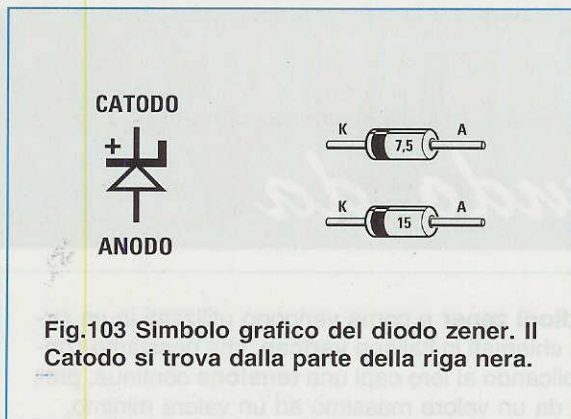 CATODO
+
ANODO
K 7,5 A
K 15 A
Fig.103 Simbolo grafico del diodo zener. Il
Catodo si trova dalla parte della riga nera.